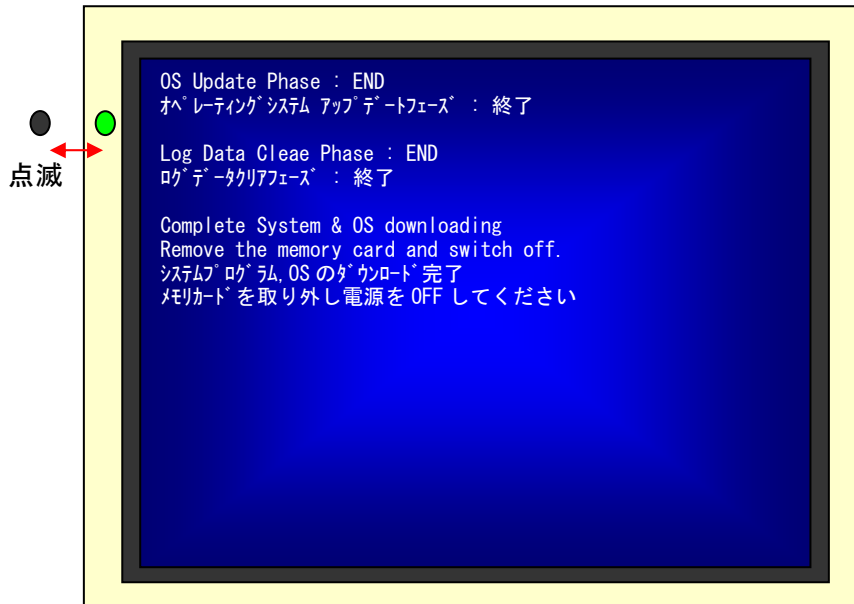 OS Update Phase : END
ｵﾍﾟﾚｰﾃｨﾝｸﾞｼｽﾃﾑ ｱｯﾌﾟﾃﾞｰﾄﾌｪｰｽﾞ : 終了
Log Data Cleae Phase : END
ﾛｸﾞﾃﾞｰﾀｸﾘｱﾌｪｰｽﾞ : 終了
点滅
Complete System & OS downloading
Remove the memory card and switch off.
ｼｽﾃﾑﾌﾟﾛｸﾞﾗﾑ,OSのﾀﾞｳﾝﾛｰﾄﾞ完了
ﾒﾓﾘｶｰﾄﾞを取り外し電源をOFFしてください